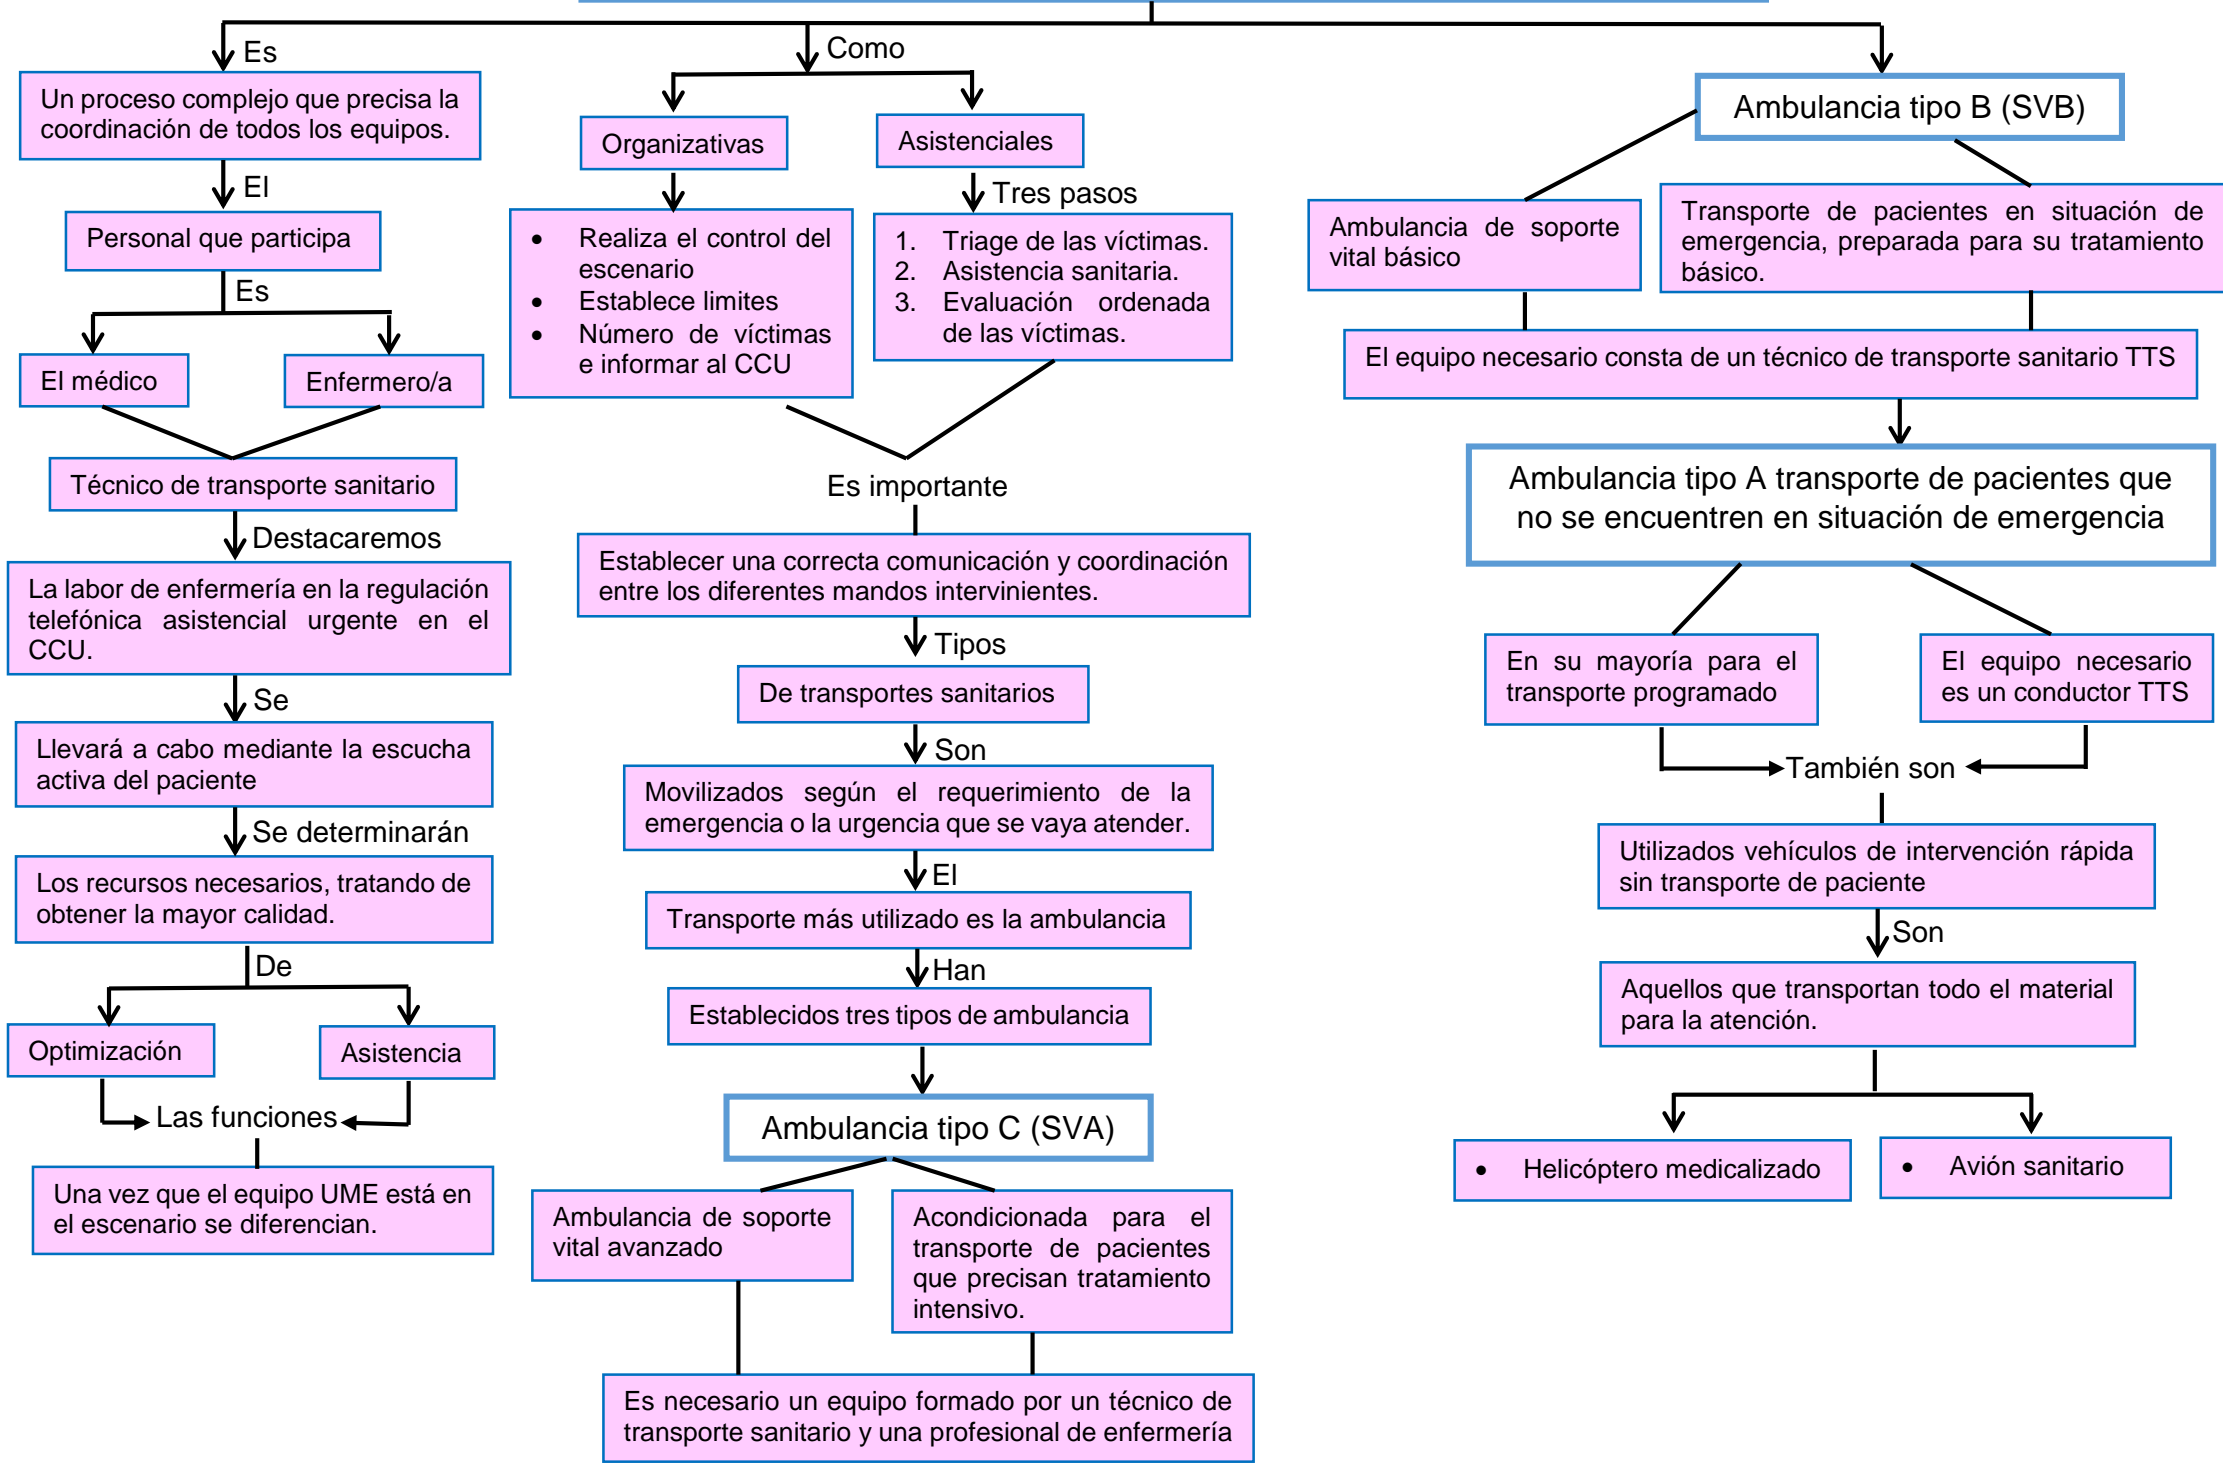 Es
Un proceso complejo que precisa la
coordinación de todos los equipos.
El
Personal que participa
Es
El médico
Enfermero/a
Técnico de transporte sanitario
Destacaremos
La labor de enfermería en la regulación
telefónica asistencial urgente en el
CCU.
Se
Llevará a cabo mediante la escucha
activa del paciente
Se determinarán
Los recursos necesarios, tratando de
obtener la mayor calidad.
De
Optimización
Asistencia
Las funciones
Una vez que el equipo UME está en
el escenario se diferencian.
Como
Organizativas
Asistenciales
Tres pasos
• Realiza el control del
escenario
• Establece limites
• Número de víctimas
e informar al CCU
1. Triage de las víctimas.
2. Asistencia sanitaria.
3. Evaluación ordenada
de las víctimas.
Es importante
Establecer una correcta comunicación y coordinación
entre los diferentes mandos intervinientes.
Tipos
De transportes sanitarios
Son
Movilizados según el requerimiento de la
emergencia o la urgencia que se vaya atender.
El
Transporte más utilizado es la ambulancia
Han
Establecidos tres tipos de ambulancia
Ambulancia tipo C (SVA)
Ambulancia de soporte
vital avanzado
Acondicionada para el
transporte de pacientes
que precisan tratamiento
intensivo.
Es necesario un equipo formado por un técnico de
transporte sanitario y una profesional de enfermería
Ambulancia tipo B (SVB)
Ambulancia de soporte
vital básico
Transporte de pacientes en situación de
emergencia, preparada para su tratamiento
básico.
El equipo necesario consta de un técnico de transporte sanitario TTS
Ambulancia tipo A transporte de pacientes que
no se encuentren en situación de emergencia
En su mayoría para el
transporte programado
El equipo necesario
es un conductor TTS
También son
Utilizados vehículos de intervención rápida
sin transporte de paciente
Son
Aquellos que transportan todo el material
para la atención.
• Helicóptero medicalizado
• Avión sanitario